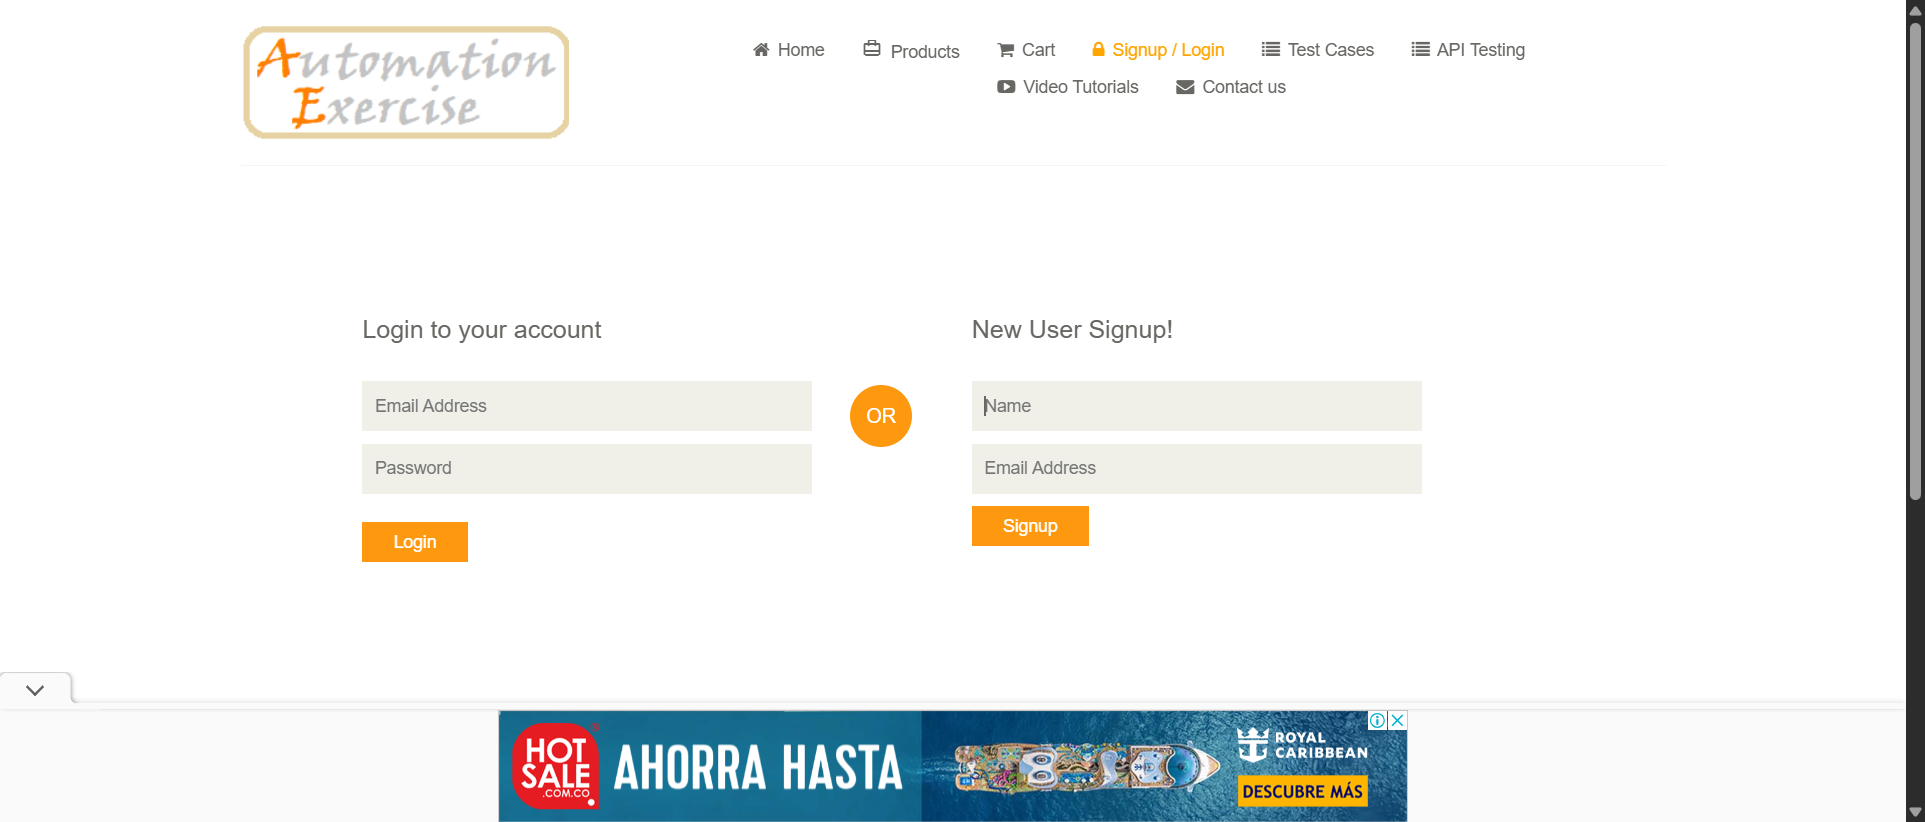 Automation
Exercise
Home
Products
Cart
Signup / Login
Test Cases
API Testing
Video Tutorials
Contact us
Login to your account
New User Signup!
Email Address
OR
Name
Password
Email Address
Login
Signup
HOT
SALE
.COM.CO
AHORRA HASTA
ROYAL
CARIBBEAN
DESCUBRE MÁS